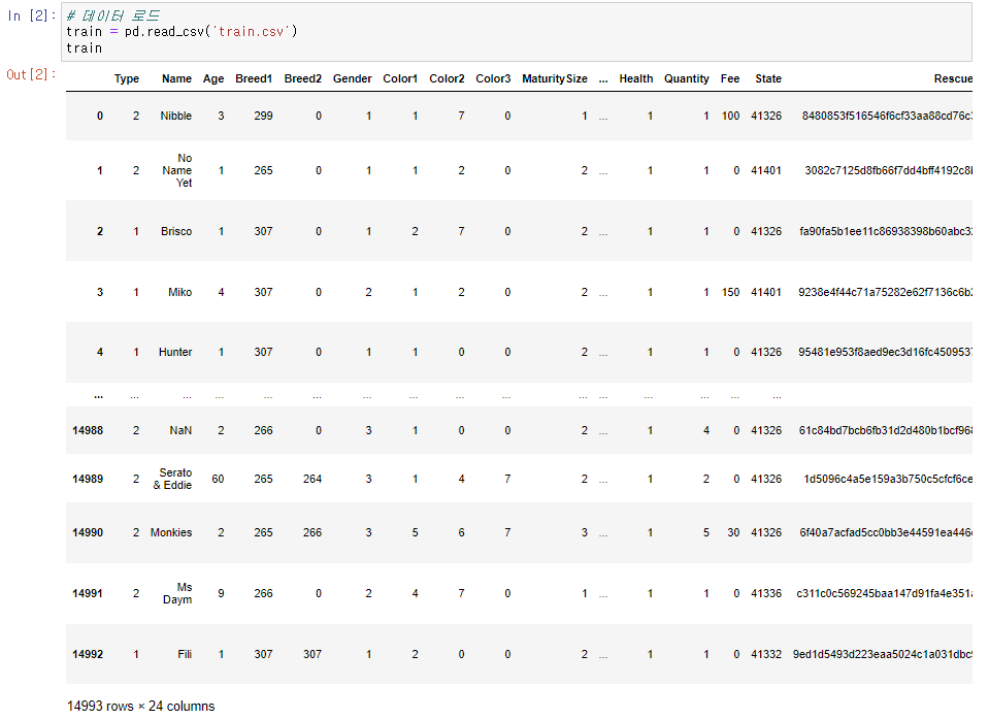 In [2]: # 데이터 로드
train = pd.read_csv('train.csv')
train
Out[2]:
Type Name Age Breed1 Breed2 Gender Color1 Color2 Color3 MaturitySize ... Health Quantity Fee State Rescue
0 2 Nibble 3 299 0 1 1 7 0 1 ... 1 1 100 41326 8480853f516546f6cf33aa88cd76c
1 2 No Name Yet 1 265 0 1 1 2 0 2 ... 1 1 0 41401 3082c7125d8fb66f7dd4bff4192c8
2 1 Brisco 1 307 0 1 2 7 0 2 ... 1 1 0 41326 fa90fa5b1ee11c86938398b60abc3
3 1 Miko 4 307 0 2 1 2 0 2 ... 1 1 150 41401 9238e4f44c71a75282e62f7136c6b
4 1 Hunter 1 307 0 1 1 0 0 2 ... 1 1 0 41326 95481e953f8aed9ec3d16fc450953
... ... ... ... ... ... ... ... ... ... ... ... ... ... ... ...
14988 2 NaN 2 266 0 3 1 0 0 2 ... 1 4 0 41326 61c84bd7bcb6fb31d2d480b1bcf96
14989 2 Serato & Eddie 60 265 264 3 1 4 7 2 ... 1 2 0 41326 1d5096c4a5e159a3b750c5cfcf6ce
14990 2 Monkies 2 265 266 3 5 6 7 3 ... 1 5 30 41326 6f40a7acfad5cc0bb3e44591ea446
14991 2 Ms Daym 9 266 0 2 4 7 0 1 ... 1 1 0 41336 c311c0c569245baa147d91fa4e351
14992 1 Fili 1 307 307 1 2 0 0 2 ... 1 1 0 41332 9ed1d5493d223eaa5024c1a031dbc
14993 rows × 24 columns